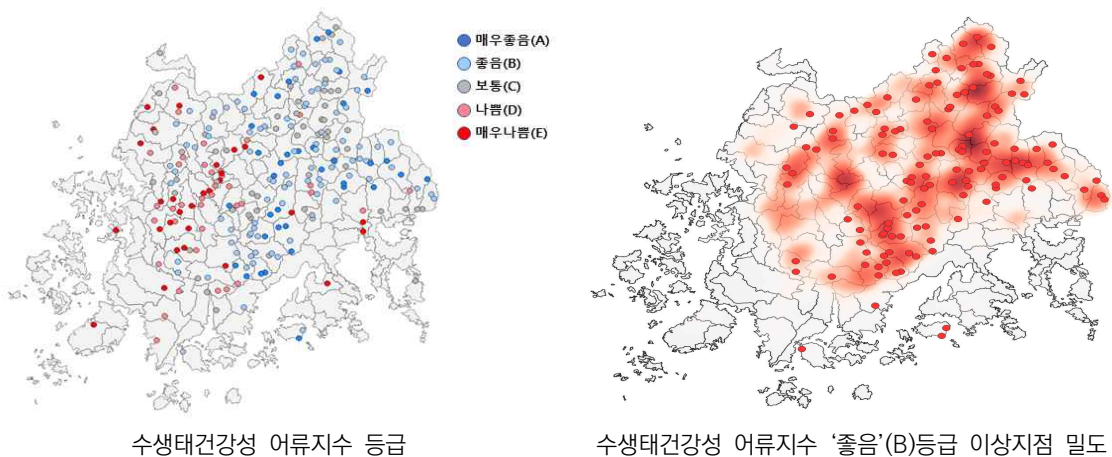 매우좋음(A)
좋음(B)
보통(C)
나쁨(D)
매우나쁨(E)
수생태건강성 어류지수 등급
수생태건강성 어류지수 '좋음'(B)등급 이상지점 밀도